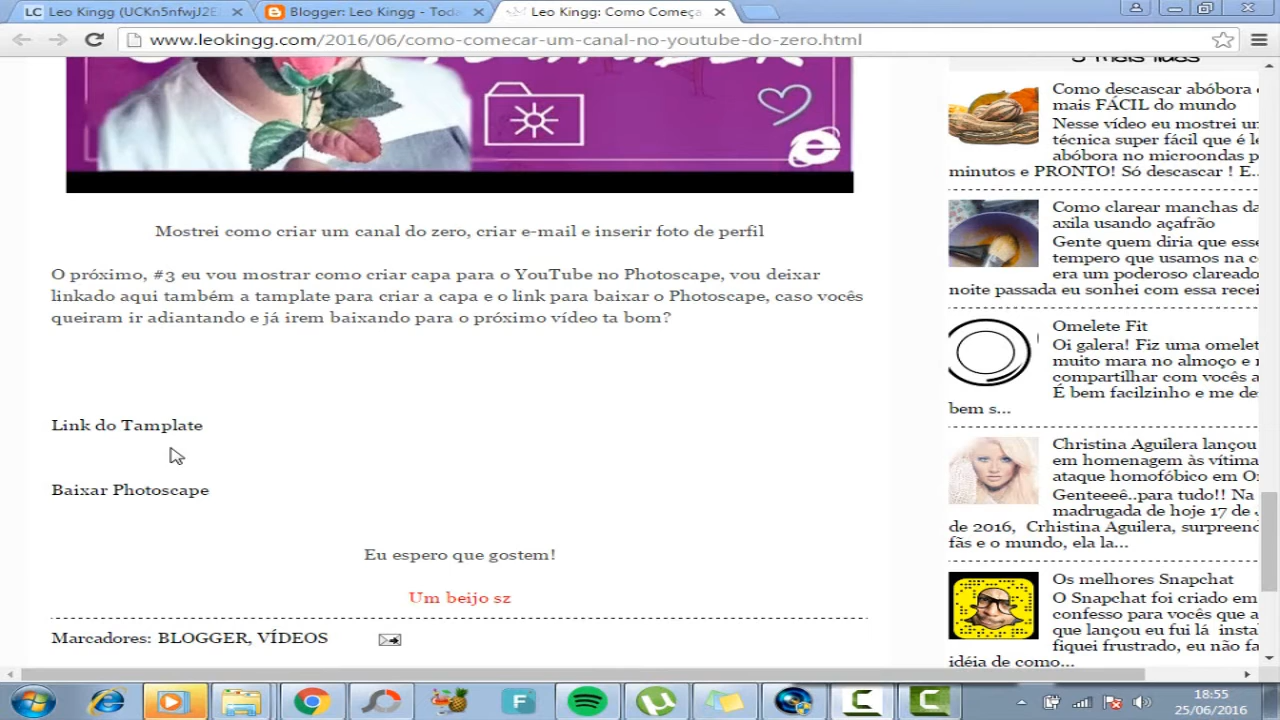 LC Leo Kingg (UCKn5nfwjJ2E
Blogger: Leo Kingg - Tod
Leo Kingg: Como Começa
www.leokingg.com/2016/06/como-comecar-um-canal-no-youtube-do-zero.html
Mostrei como criar um canal do zero, criar e-mail e inserir foto de perfil
O próximo, #3 eu vou mostrar como criar capa para o YouTube no Photoscape, vou deixar
linkado aqui também a tamplate para criar a capa e o link para baixar o Photoscape, caso vocês
queiram ir adiantando e já irem baixando para o próximo vídeo ta bom?
Link do Tamplate
Baixar Photoscape
Eu espero que gostem!
Um beijo sz
Marcadores: BLOGGER, VÍDEOS
5 mais lidas
Como descascar abóbora
mais FÁCIL do mundo
Nesse vídeo eu mostrei um
técnica super fácil que é le
abóbora no microondas p
minutos e PRONTO! Só descascar ! E...
Como clarear manchas da
axila usando açafrão
Gente quem diria que esse
tempero que usamos na co
era um poderoso clareado
noite passada eu sonhei com essa recei
Omelete Fit
Oi galera! Fiz uma omelet
muito mara no almoço e r
compartilhar com vocês a
É bem facilzinho e me de
bem s...
Christina Aguilera lançou
em homenagem às vítima
ataque homofóbico em O
Genteeeê..para tudo!! Na
madrugada de hoje 17 de J
de 2016, Crhistina Aguilera, surpreend
fãs e o mundo, ela la...
Os melhores Snapchat
O Snapchat foi criado em
confesso para vocês que a
que lançou eu fui lá insta
fiquei frustrado, eu não fa
idéia de como...
F
18:55
25/06/2016